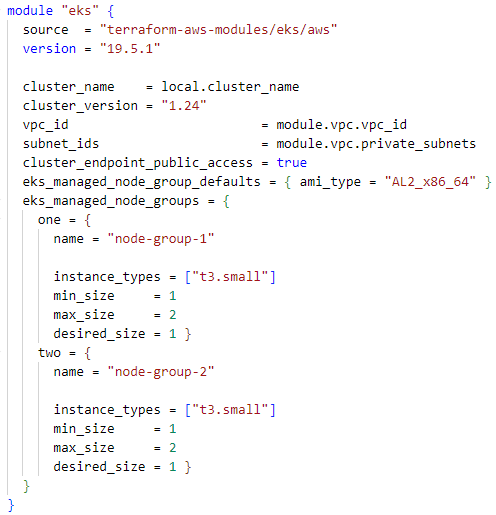 module "eks" {
  source  = "terraform-aws-modules/eks/aws"
  version = "19.5.1"

  cluster_name    = local.cluster_name
  cluster_version = "1.24"
  vpc_id                         = module.vpc.vpc_id
  subnet_ids                     = module.vpc.private_subnets
  cluster_endpoint_public_access = true
  eks_managed_node_group_defaults = { ami_type = "AL2_x86_64" }
  eks_managed_node_groups = {
    one = {
      name = "node-group-1"

      instance_types = ["t3.small"]
      min_size     = 1
      max_size     = 2
      desired_size = 1 }
    two = {
      name = "node-group-2"

      instance_types = ["t3.small"]
      min_size     = 1
      max_size     = 2
      desired_size = 1 }
  }
}